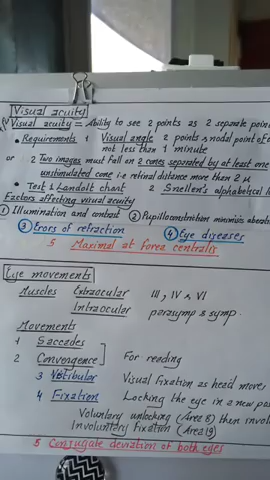 Visual acuity
Visual acuity = Ability to see 2 points as 2 separate poin
• Requirements 1 Visual angle 2 points & nodal point of
not less than 1 minute
or 2 Two images must fall on 2 cones separated by at least one
unstimulated cone i.e retinal distance more than 2 μ
• Test 1 Landolt chart 2 Snellen's alphabetical
Factors affecting visual acuity
① Illumination and contrast ② Pupilloconstriction minimizes aberra
③ Erors of refraction ④ Eye diseases
5 Maximal at fovea centralis
Eye movements
Muscles Extraocular III, IV & VI
Intraocular parasymp & symp.
Movements
1 Saccades
2 Convergence For reading
3 Vestibular Visual fixation as head moves
4 Fixation Locking the eye in a new
Voluntary unlocking (Area 8) then invol
Involuntary fixation (Area 19)
5 Conjugate deviation of both eyes